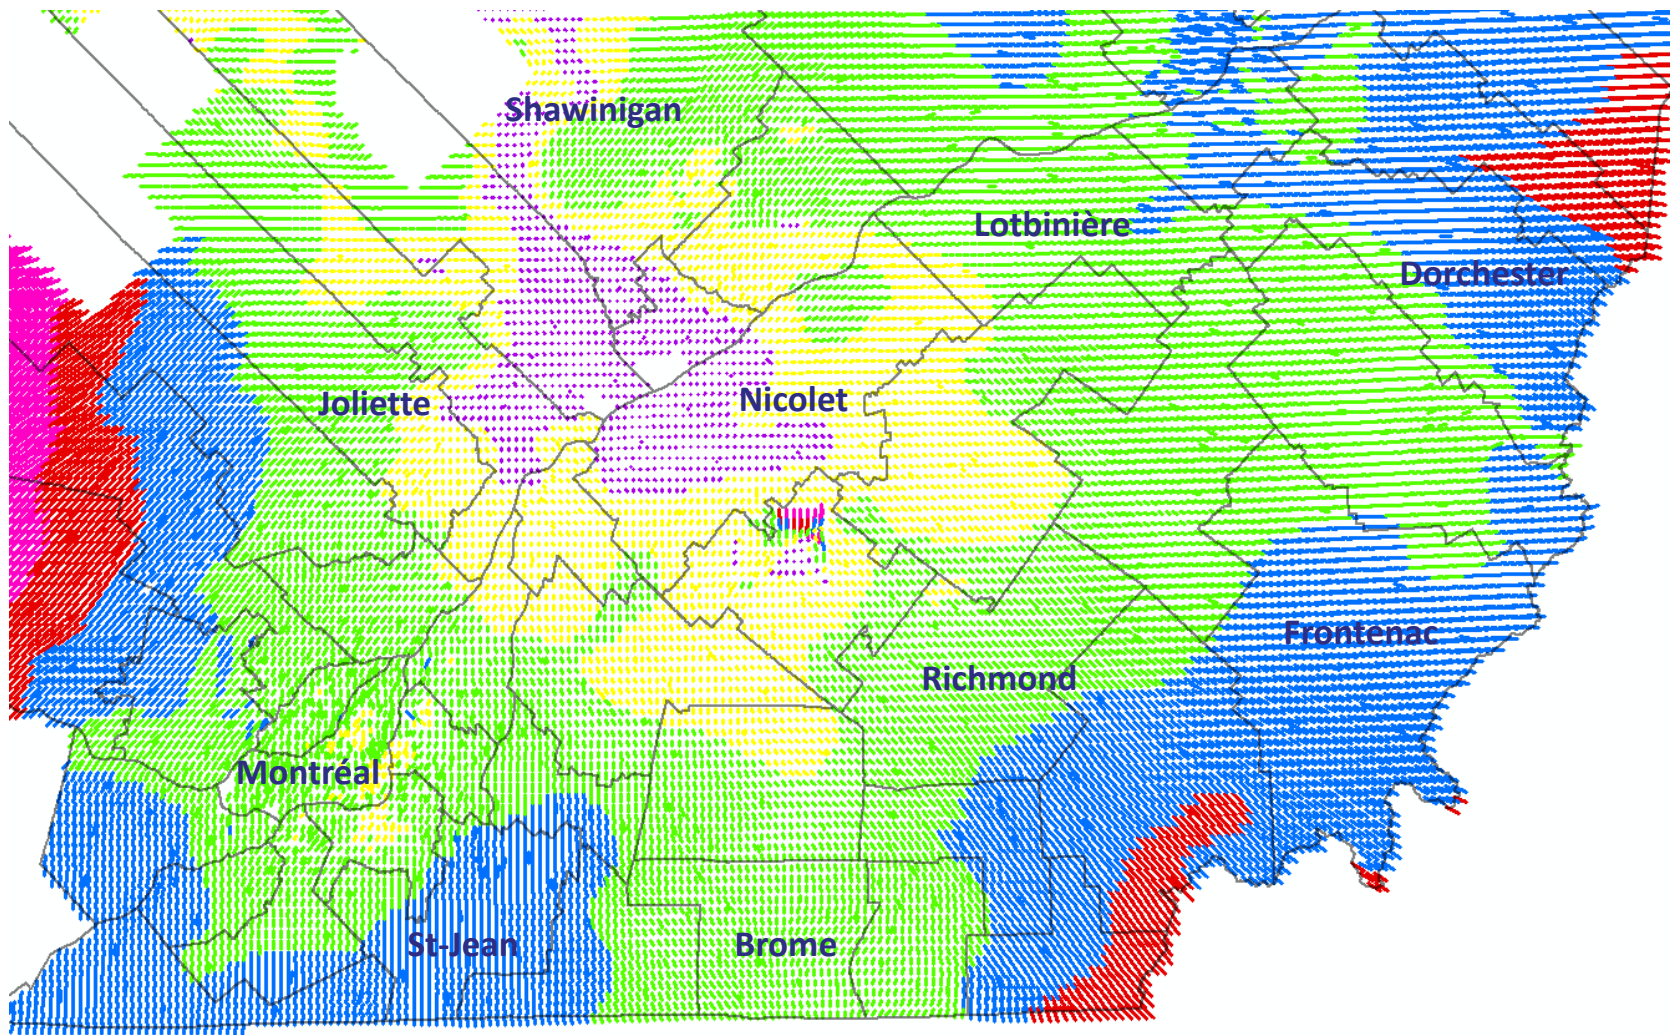 Shawinigan
Lotbinière
Dorchester
Joliette
Nicolet
Frontenac
Richmond
Montréal
St-Jean
Brome